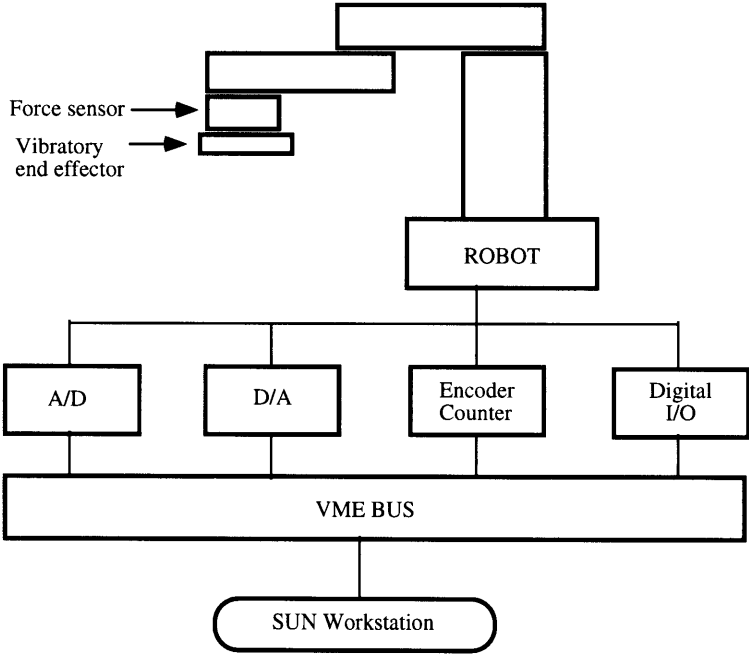 Force sensor
Vibratory
end effector
ROBOT
A/D
D/A
Encoder
Counter
Digital
I/O
VME BUS
SUN Workstation